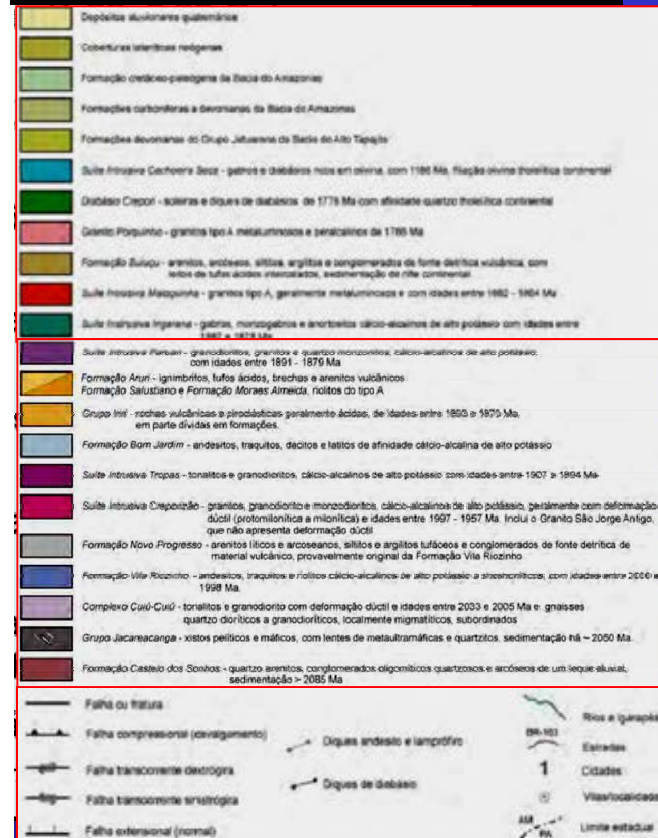 Depósitos aluvionares quaternários
Coberturas lateríticas neógenas
Formação cretáceo-paleógena da Bacia do Amazonas
Formações carboníferas a devonianas da Bacia do Amazonas
Formações devonianas do Grupo Jatuarana da Bacia do Alto Tapajós
Suíte Intrusiva Cachoeira Seca - gabros e diabásios ricos em olivina, com 1186 Ma, filiação olivina tholeiítica continental
Diabásio Crepori - soleiras e diques de diabásios de 1778 Ma com afinidade quartzo tholeiítica continental
Granito Porquinho - granitos tipo A metaluminosos e peralcalinos de 1786 Ma
Formação Buiuçu - arenitos, arcóseos, siltitos, argilitos e conglomerados de fonte detrítica vulcânica, com
leitos de tufos ácidos intercalados, sedimentação de rifte continental
Suíte Intrusiva Maloquinha - granitos tipo A, geralmente metaluminosos e com idades entre 1882 - 1864 Ma
Suíte Instrusiva Ingarana - gabros, monzogabros e anortositos cálcio-alcalinos de alto potássio com idades entre
Suíte Intrusiva Parauari - granodioritos, granitos e quartzo monzonitos, cálcio-alcalinos de alto potássio,
com idades entre 1891 - 1879 Ma
Formação Aruri - ignimbritos, tufos ácidos, brechas e arenitos vulcânicos
Formação Salustiano e Formação Moraes Almeida, riolitos do tipo A
Grupo Iriri - rochas vulcânicas e piroclásticas geralmente ácidas, de idades entre 1893 e 1870 Ma,
em parte dívidas em formações.
Formação Bom Jardim - andesitos, traquitos, dacitos e latitos de afinidade cálcio-alcalina de alto potássio
Suíte Intrusiva Tropas - tonalitos e granodioritos, cálcio-alcalinos de alto potássio com idades entre 1907 e 1894 Ma
Suíte Intrusiva Creporizão - granitos, granodiorito e monzodioritos, cálcio-alcalinos de alto potássio, geralmente com deformação
dúctil (protomilonítica a milonítica) e idades entre 1997 - 1957 Ma. Inclui o Granito São Jorge Antigo,
que não apresenta deformação dúctil
Formação Novo Progresso - arenitos líticos e arcoseanos, siltitos e argilitos tufáceos e conglomerados de fonte detrítica de
material vulcânico, provavelmente original da Formação Vila Riozinho
Formação Vila Riozinho - andesitos, traquitos e riolitos cálcio-alcalinos de alto potássio a shoshoníticos, com idades entre 2000 e
1998 Ma.
Complexo Cuiú-Cuiú - tonalitos e granodiorito com deformação dúctil e idades entre 2033 e 2005 Ma e gnaisses
quartzo dioríticos a granodioríticos, localmente migmatíticos, subordinados
Grupo Jacareacanga - xistos pelíticos e máficos, com lentes de metaultramáficas e quartzitos, sedimentação há ~ 2050 Ma
Formação Castelo dos Sonhos - quartzo arenitos, conglomerados oligomíticos quartzosos e arcóseos de um leque aluvial,
sedimentação > 2085 Ma
Falha ou fratura
Falha compressional (cavalgamento)
Falha transcorrente dextrógira
Falha transcorrente sinistrógira
Falha extensional (normal)
Diques andesito e lamprófiro
Diques de diabásio
Rios e igarapés
BR-163 Estradas
1 Cidades
Vilas/localidades
AM PA Limite estadual